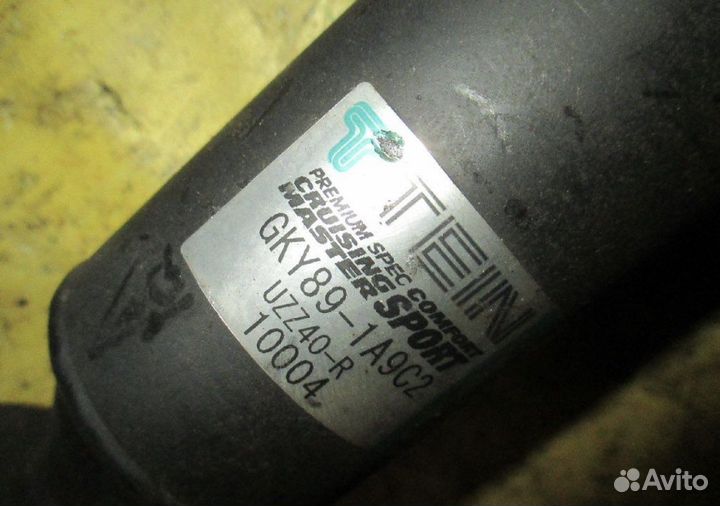 TEIN
PREMIUM SPEC COMFORT
CRUISING
MASTER SPORT
GKY89-1A9C2
UZZ40-R
10004
Avito